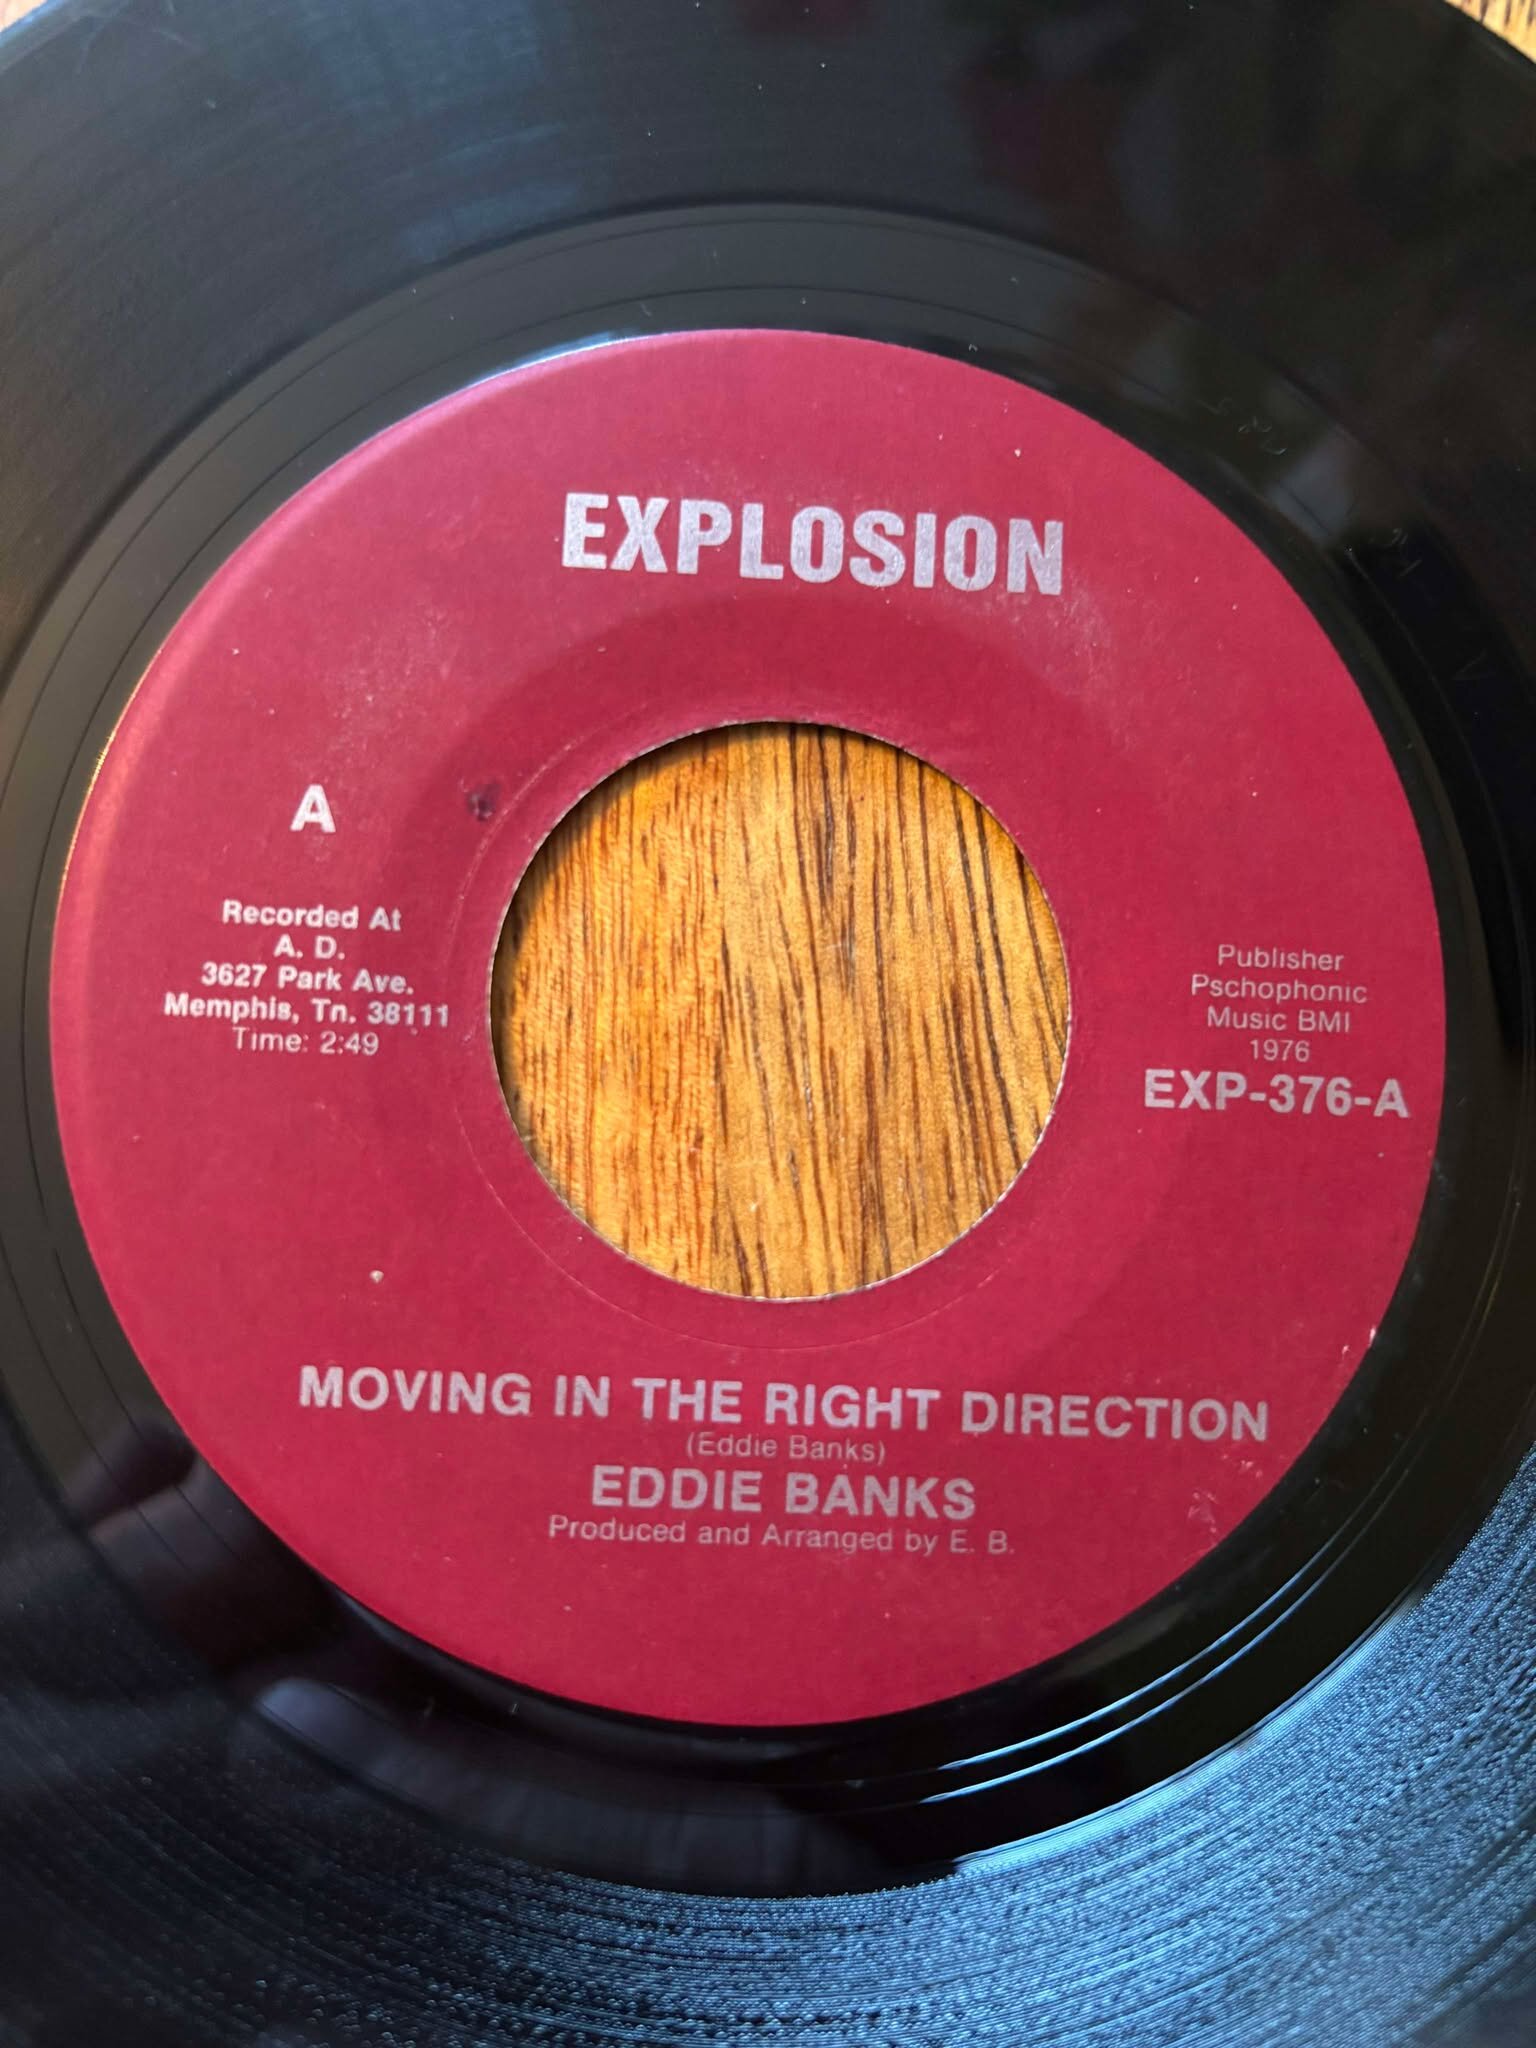 EXPLOSION
A
Recorded At
A. D.
3627 Park Ave.
Memphis, Tn. 38111
Time: 2:49
Publisher
Pschophonic
Music BMI
1976
EXP-376-A
MOVING IN THE RIGHT DIRECTION
(Eddie Banks)
EDDIE BANKS
Produced and Arranged by E. B.